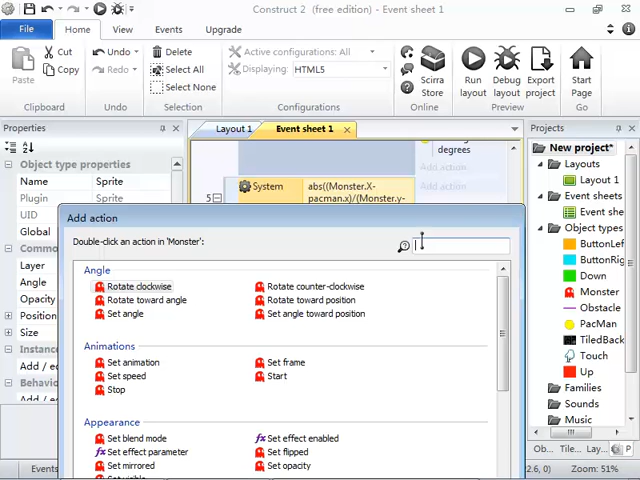 Construct 2 (free edition) - Event sheet 1
File Home View Events Upgrade
Paste
Cut
Copy
Clipboard
Undo
Redo
Undo
Delete
Select All
Select None
Selection
Active configurations: All
Displaying: HTML5
Configurations
Scirra Store
Online
Run layout
Debug layout
Export project
Preview
Start Page
Go
Properties
Object type properties
Name Sprite
Plugin Sprite
UID
Global
Layer
Angle
Opacity
Position
Size
Layout 1 Event sheet 1
degrees
Add action
Add action
5
System
abs((Monster.X-
pacman.x)/(Monster.y-
Add action
Double-click an action in 'Monster':
Angle
Rotate clockwise Rotate counter-clockwise
Rotate toward angle Rotate toward position
Set angle Set angle toward position
Animations
Set animation Set frame
Set speed Start
Stop
Appearance
Set blend mode Set effect enabled
Set effect parameter Set flipped
Set mirrored Set opacity
Projects
New project*
Layouts
Layout 1
Event sheets
Object types
Down
Monster
Obstacle
PacMan
Touch
Up
Families
Sounds
Music
Ob... Tile... Lay... P
Zoom: 51%